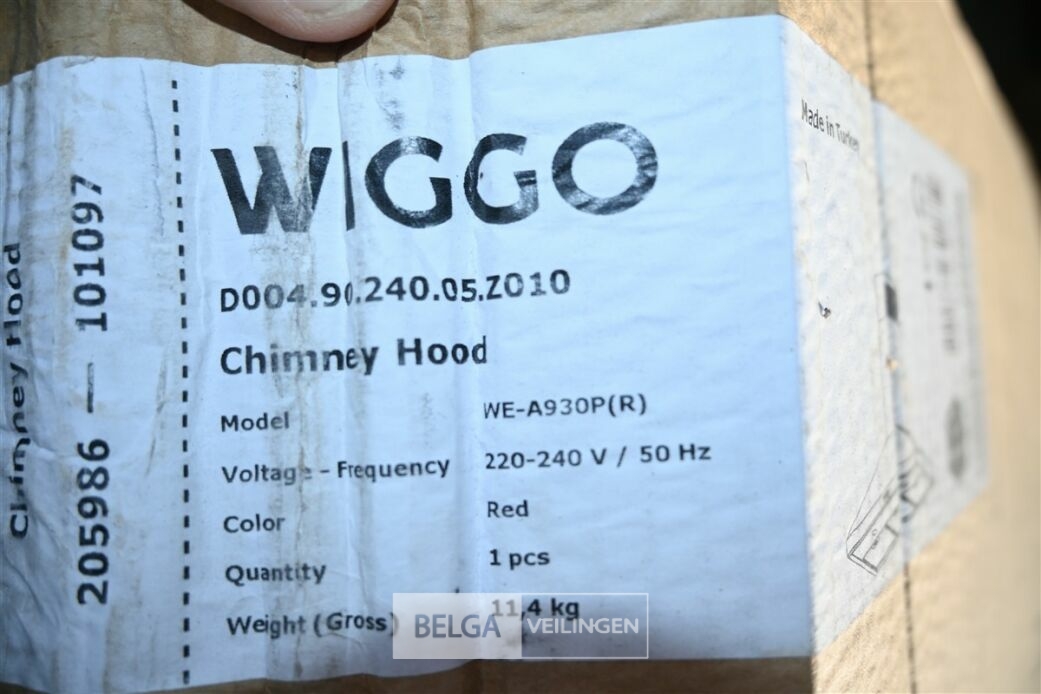 Chimney Hood
205986 — 101097
WIGGO
D004.90.240.05.Z010
Chimney Hood
Model WE-A930P(R)
Voltage - Frequency 220-240 V / 50 Hz
Color Red
Quantity 1 pcs
Weight (Gross) 11,4 kg
Made in Turkey
BELGA VEILINGEN